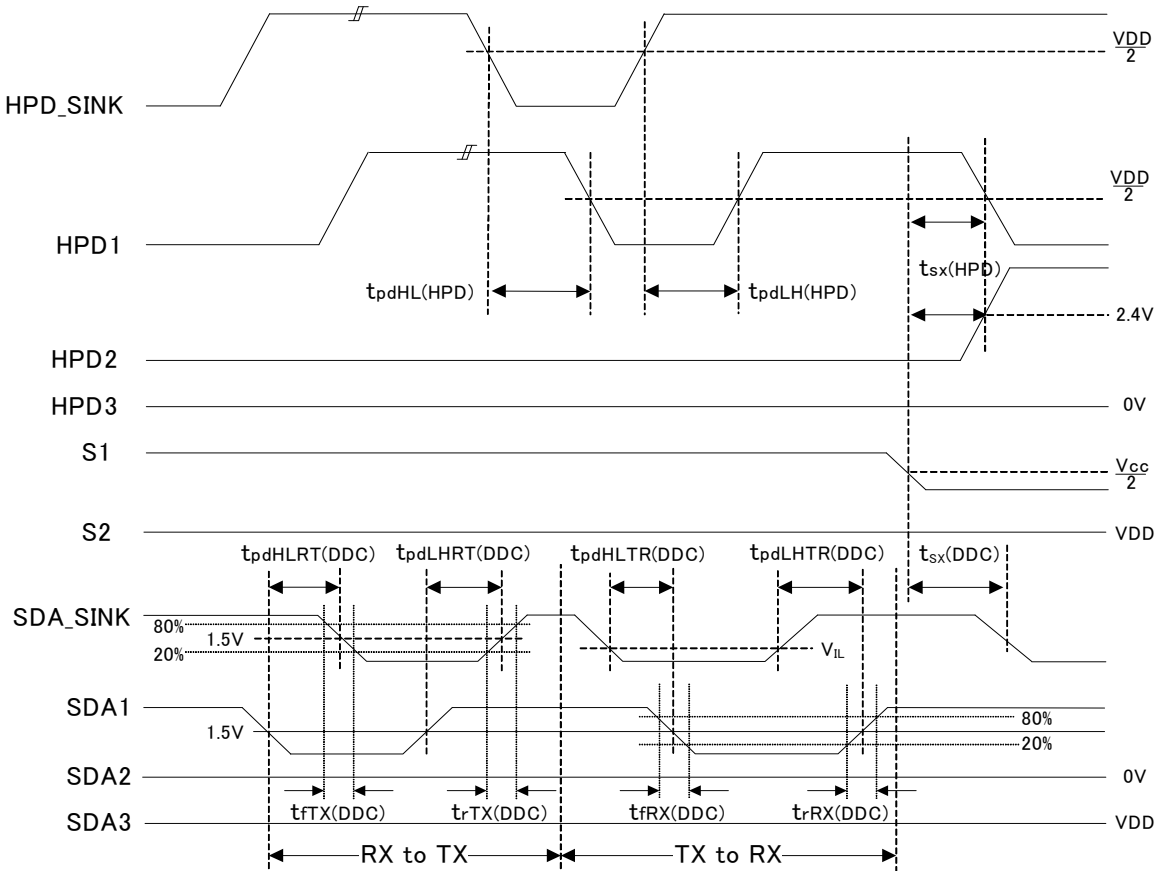 VDD
2
HPD_SINK
VDD
2
HPD1
tpdHL(HPD)
tpdLH(HPD)
tsx(HPD)
2.4V
HPD2
HPD3
0V
S1
Vcc
2
S2
VDD
tpdHLRT(DDC)
tpdLHRT(DDC)
tpdHLTR(DDC)
tpdLHTR(DDC)
tsx(DDC)
SDA_SINK
80%
1.5V
20%
VIL
SDA1
80%
1.5V
20%
SDA2
0V
tfTX(DDC)
trTX(DDC)
tfRX(DDC)
trRX(DDC)
SDA3
VDD
RX to TX
TX to RX